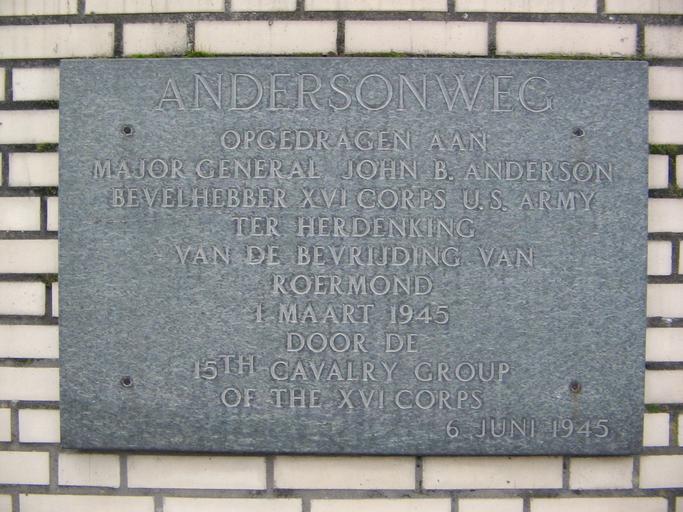 ANDERSONWEG
OPGEDRAGEN AAN
MAJOR GENERAL JOHN B. ANDERSON
BEVELHEBBER XVI CORPS U.S. ARMY
TER HERDENKING
VAN DE BEVRIJDING VAN
ROERMOND
1 MAART 1945
DOOR DE
15TH CAVALRY GROUP
OF THE XVI CORPS
6 JUNI 1945